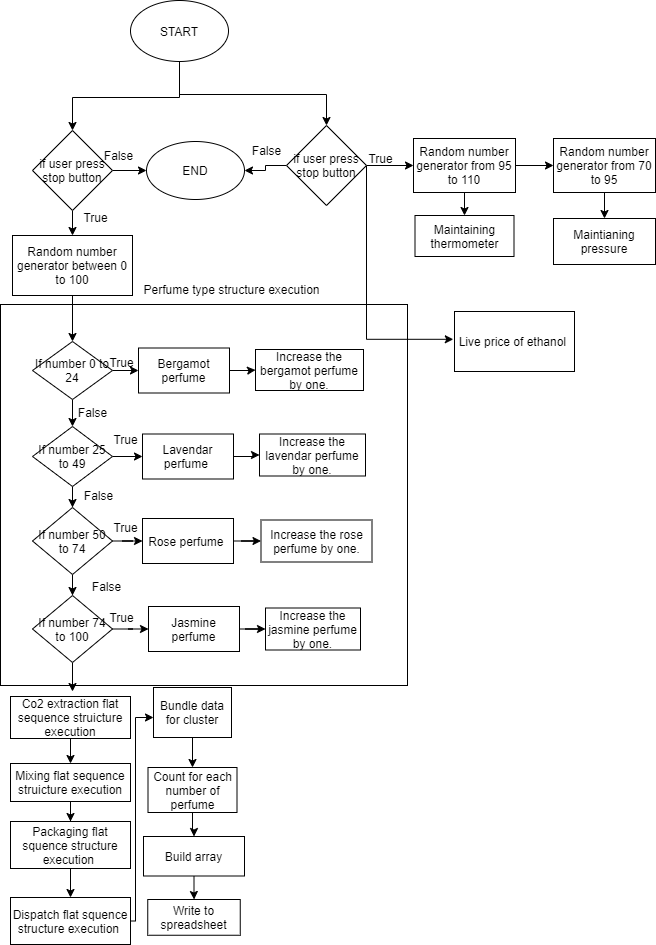 START
if user press
stop button
False
END
False
if user press
stop button
True
Random number
generator from 95
to 110
Random number
generator from 70
to 95
Maintaining
thermometer
Maintianing
pressure
True
Random number
generator between 0
to 100
Perfume type structure execution
Live price of ethanol
If number 0 to
24
True
Bergamot
perfume
Increase the
bergamot perfume
by one.
False
If number 25
to 49
True
Lavendar
perfume
Increase the
lavendar perfume
by one.
False
If number 50
to 74
True
Rose perfume
Increase the rose
perfume by one.
False
If number 74
to 100
True
Jasmine
perfume
Increase the
jasmine perfume
by one.
Co2 extraction flat
sequence struicture
execution
Mixing flat sequence
struicture execution
Packaging flat
squence structure
execution
Dispatch flat squence
structure execution
Bundle data
for cluster
Count for each
number of
perfume
Build array
Write to
spreadsheet